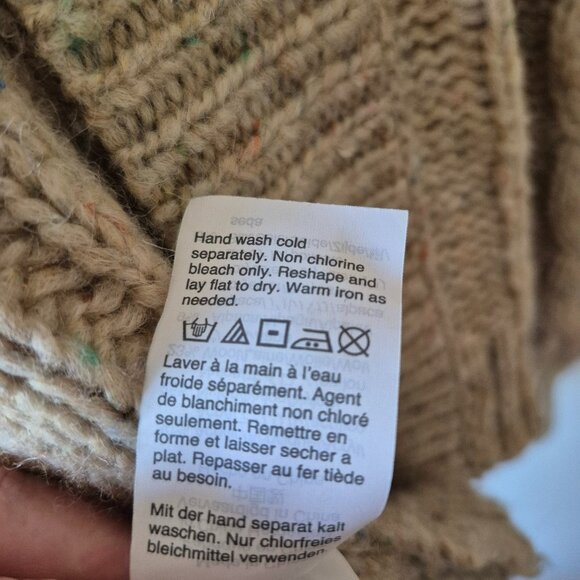 Hand wash cold
separately. Non chlorine
bleach only. Reshape and
lay flat to dry. Warm iron as
needed.
Laver à la main à l'eau
froide séparément. Agent
de blanchiment non chloré
seulement. Remettre en
forme et laisser secher a
plat. Repasser au fer tiède
au besoin.
Mit der hand separat kalt
waschen. Nur chlorfreies
bleichmittel verwenden.